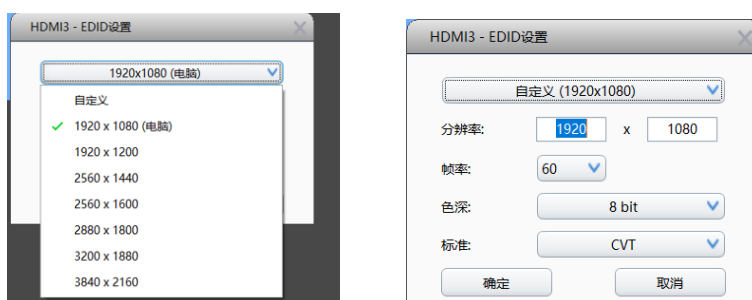 HDMI3 - EDID设置
1920x1080 (电脑)
自定义
1920 x 1080 (电脑)
1920 x 1200
2560 x 1440
2560 x 1600
2880 x 1800
3200 x 1880
3840 x 2160
HDMI3 - EDID设置
自定义 (1920x1080)
分辨率: 1920 x 1080
帧率: 60
色深: 8 bit
标准: CVT
确定 取消